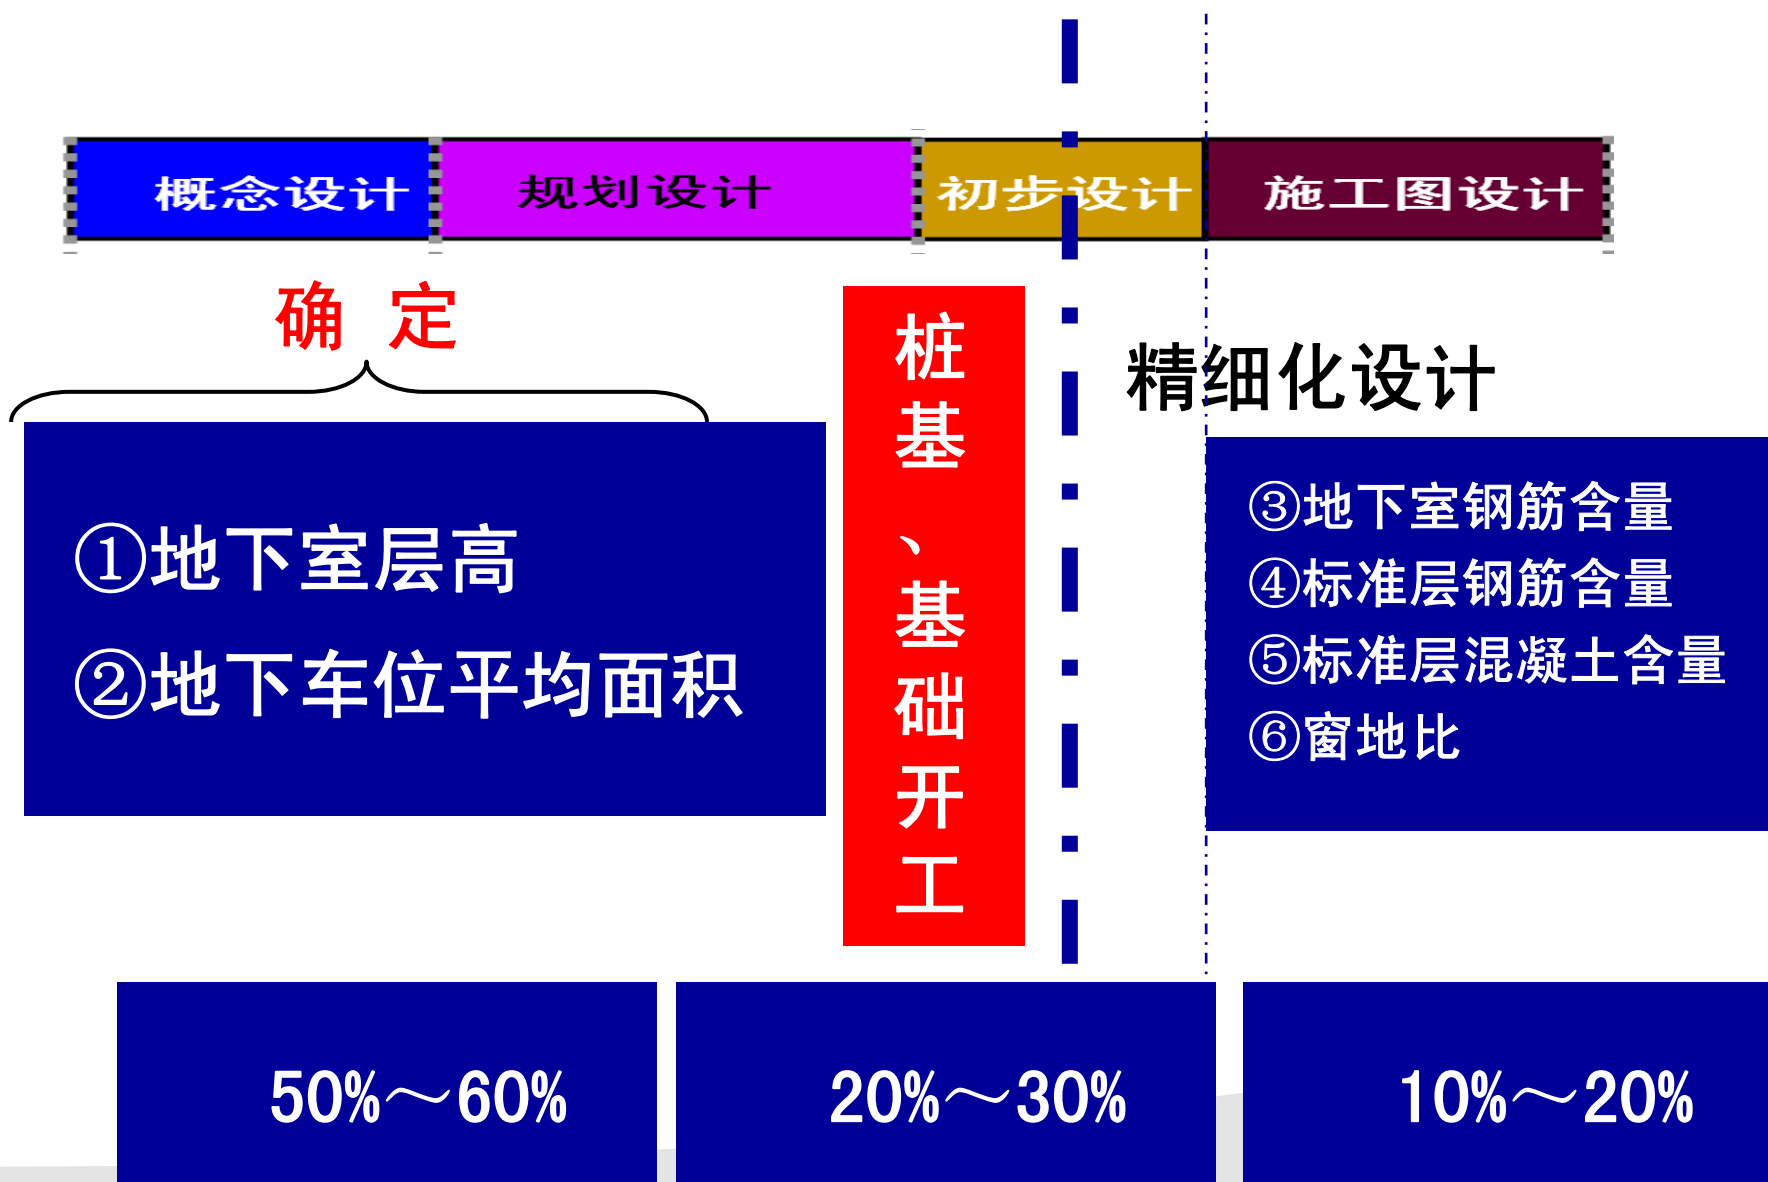 概念设计
规划设计
初步设计
施工图设计
确 定
①地下室层高
②地下车位平均面积
桩基、基础开工
精细化设计
③地下室钢筋含量
④标准层钢筋含量
⑤标准层混凝土含量
⑥窗地比
50%～60%
20%～30%
10%～20%